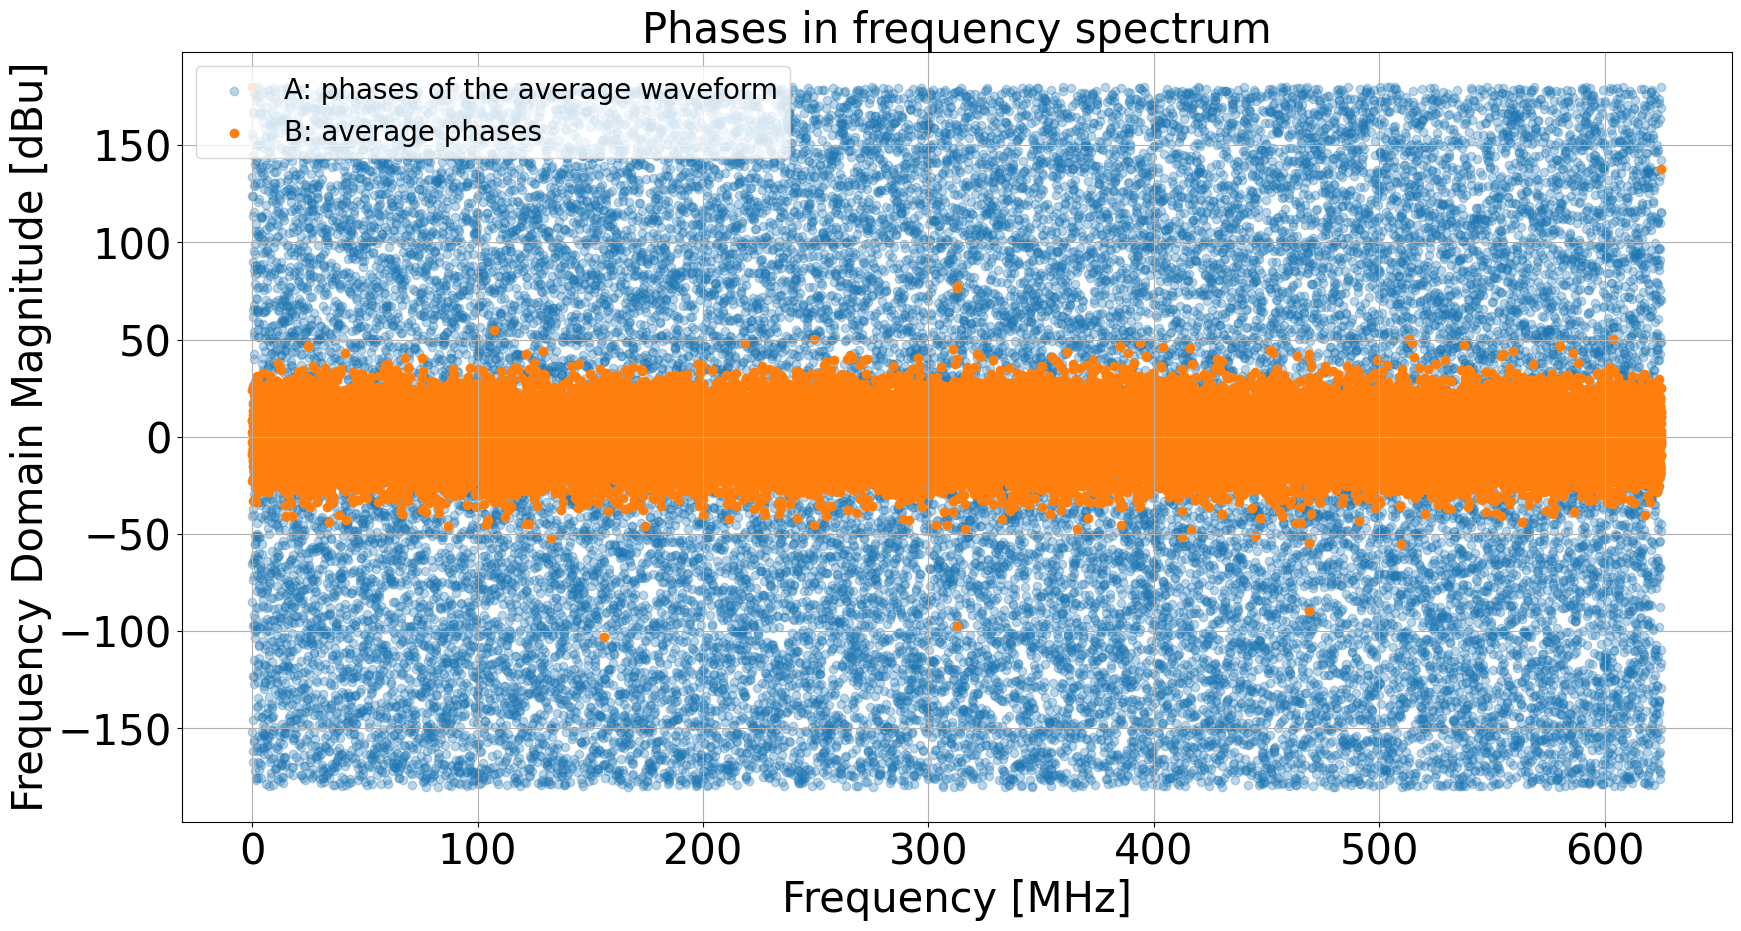 Phases in frequency spectrum
A: phases of the average waveform
B: average phases
Frequency Domain Magnitude [dBu]
150
100
50
0
−50
−100
−150
0 100 200 300 400 500 600
Frequency [MHz]